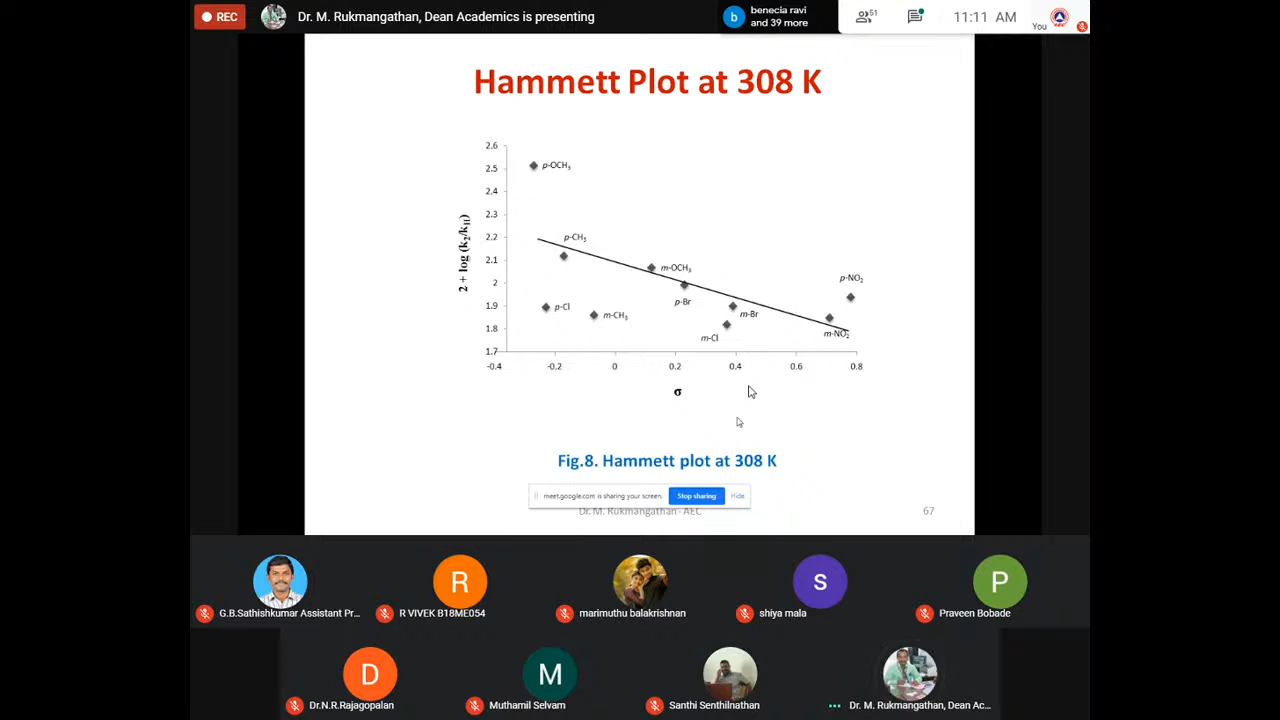 REC
Dr. M. Rukmangathan, Dean Academics is presenting
b
benecia ravi
and 39 more
51
11:11 AM
You
Hammett Plot at 308 K
2.6
2.5
2.4
2.3
2.2
2.1
2
1.9
1.8
1.7
2 + log (k₂/k_H)
p-OCH₃
p-CH₃
m-OCH₃
p-NO₂
p-Br
p-Cl
m-CH₃
m-Br
m-Cl
m-NO₂
-0.4 -0.2 0 0.2 0.4 0.6 0.8
σ
Fig.8. Hammett plot at 308 K
meet.google.com is sharing your screen. Stop sharing Hide
Dr. M. Rukmangathan - AEC 67
R S P
G.B.Sathishkumar Assistant Pr... R VIVEK B18ME054 marimuthu balakrishnan shiya mala Praveen Bobade
D M
Dr.N.R.Rajagopalan Muthamil Selvam Santhi Senthilnathan Dr. M. Rukmangathan, Dean Ac...